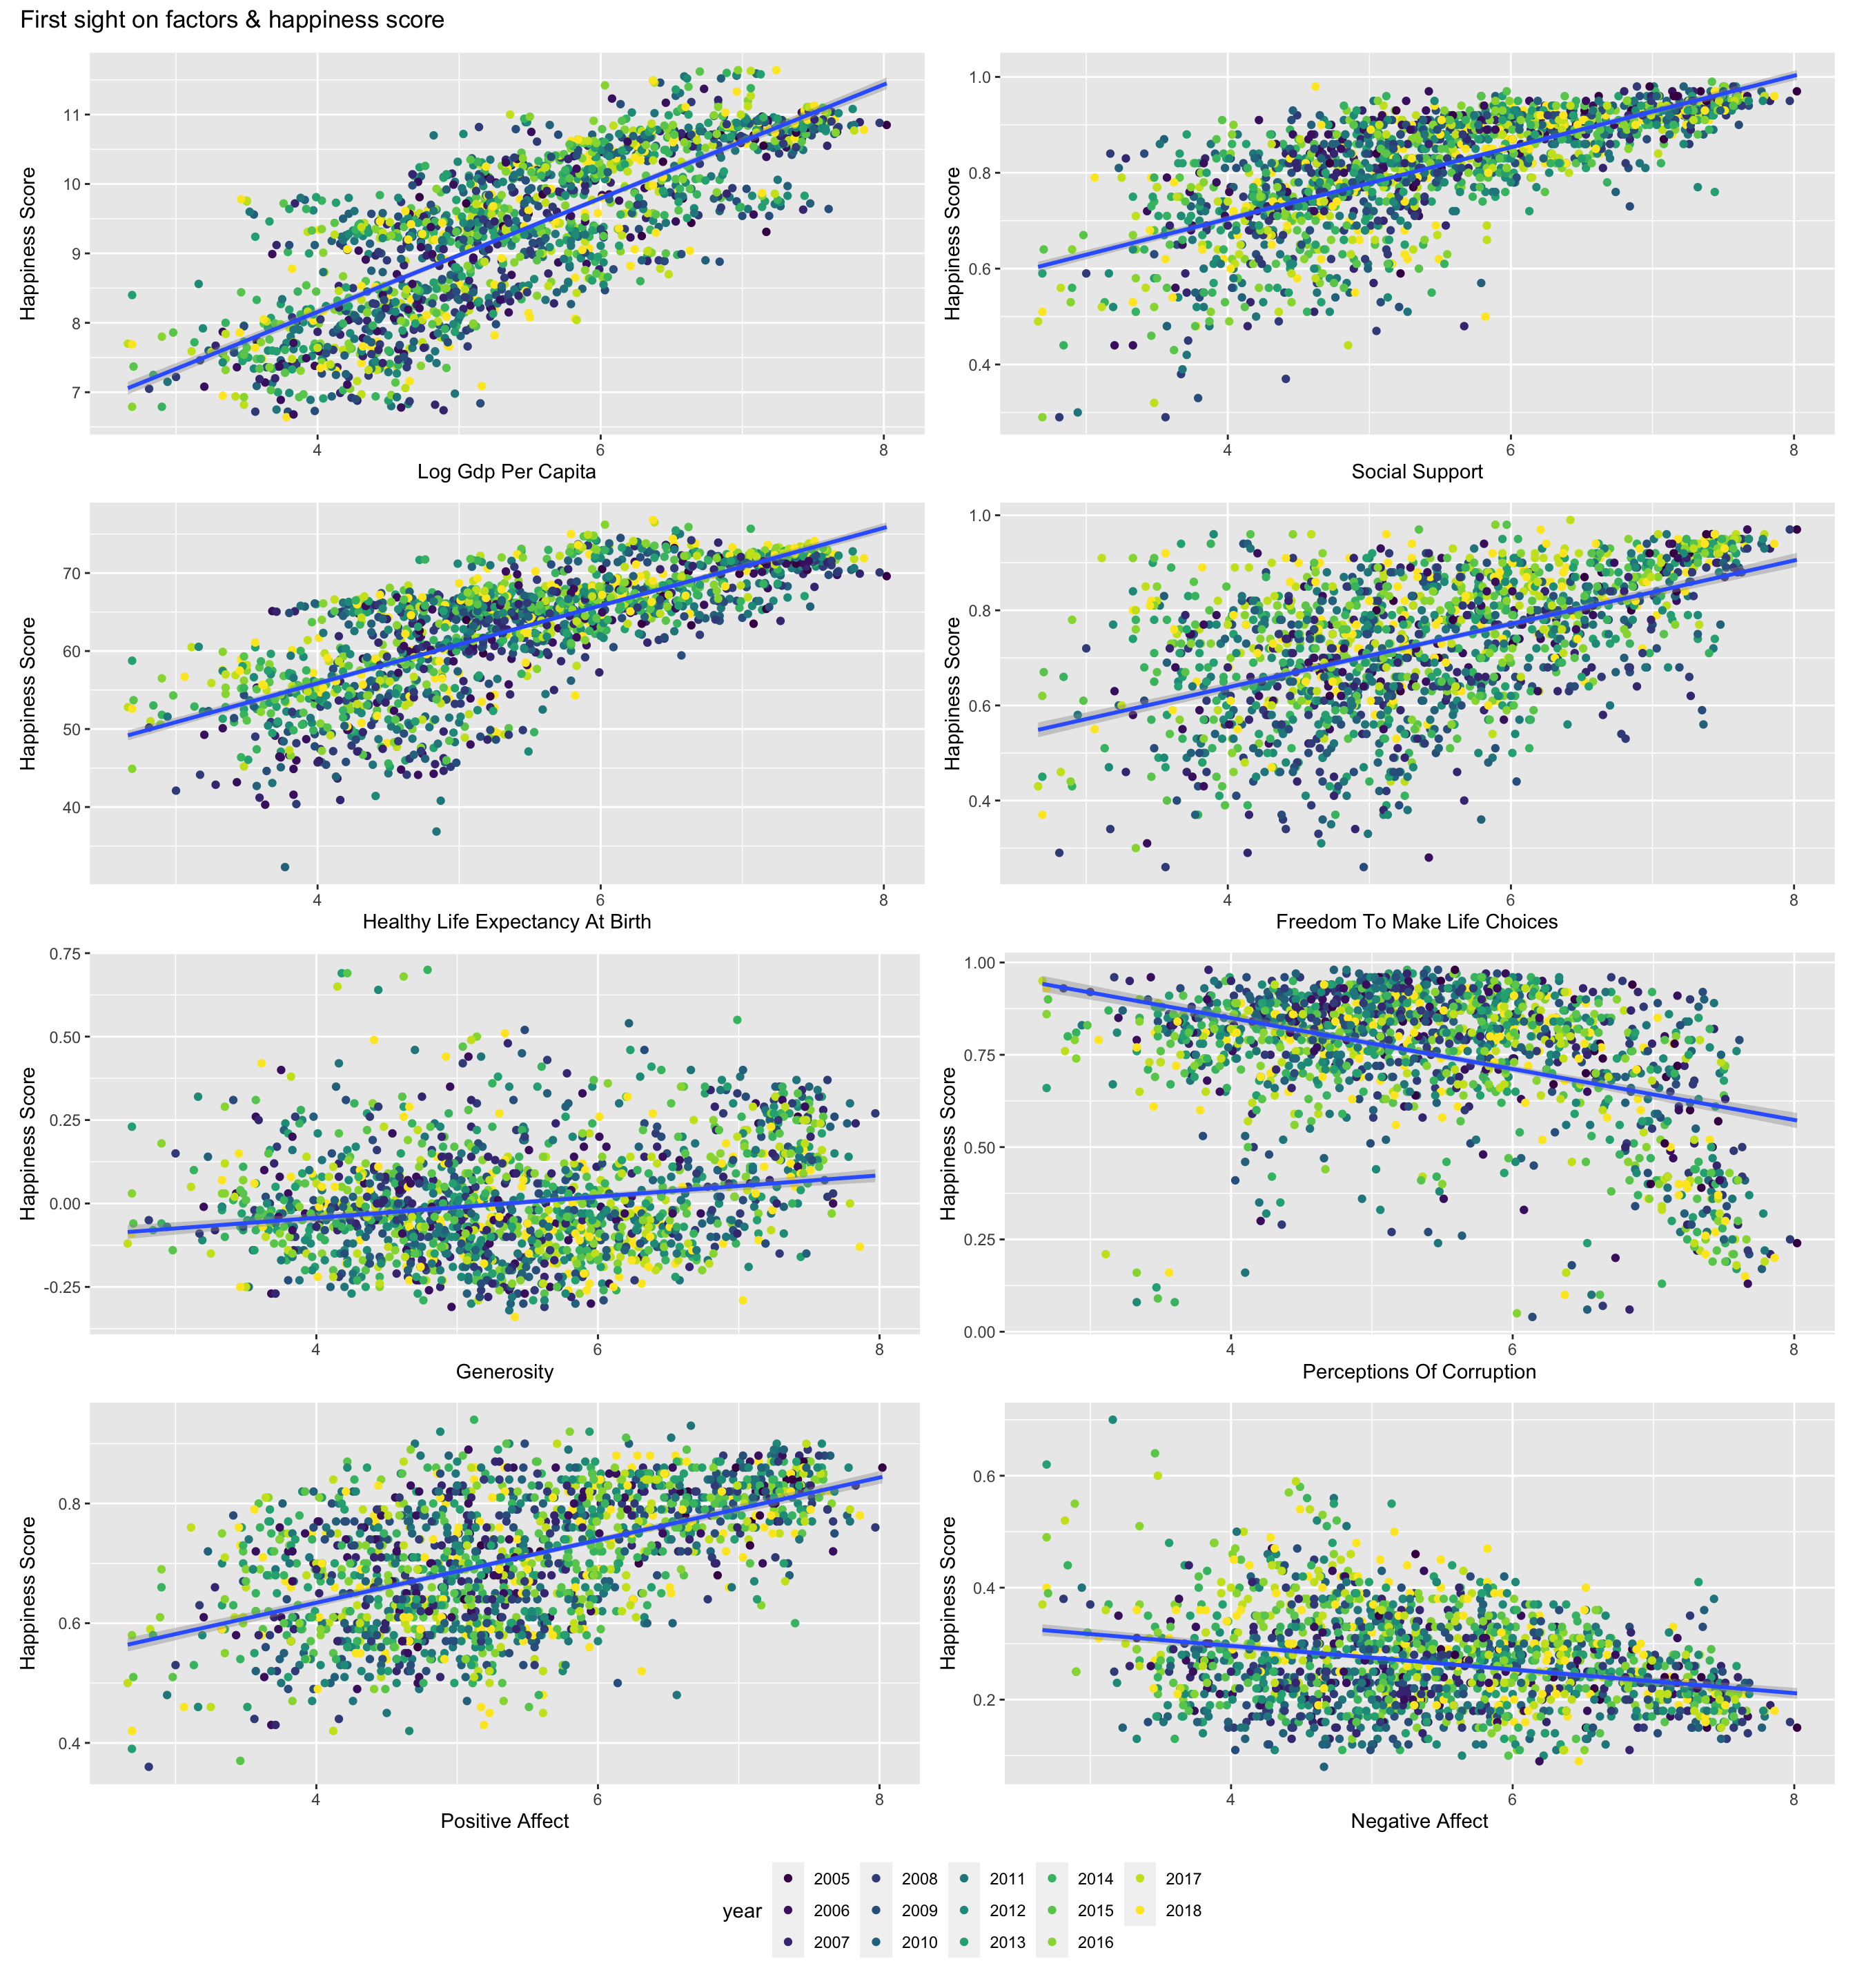 First sight on factors & happiness score
Happiness Score
11
10
9
8
7
4 6 8
Log Gdp Per Capita
Happiness Score
1.0
0.8
0.6
0.4
4 6 8
Social Support
Happiness Score
70
60
50
40
4 6 8
Healthy Life Expectancy At Birth
Happiness Score
1.0
0.8
0.6
0.4
4 6 8
Freedom To Make Life Choices
Happiness Score
0.75
0.50
0.25
0.00
-0.25
4 6 8
Generosity
Happiness Score
1.00
0.75
0.50
0.25
0.00
4 6 8
Perceptions Of Corruption
Happiness Score
0.8
0.6
0.4
4 6 8
Positive Affect
Happiness Score
0.6
0.4
0.2
4 6 8
Negative Affect
year
2005 2008 2011 2014 2017
2006 2009 2012 2015 2018
2007 2010 2013 2016